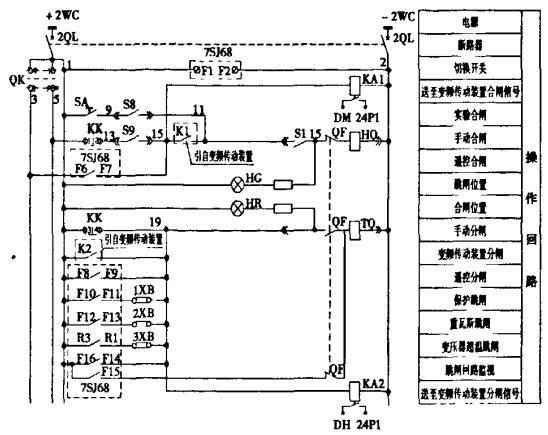 +2WC
-2WC
2QL
2QL
7SJ68
1
F1 F2
2
QK
3
5
KA1
DM 24P1
SA
9
S8
11
KK
13
S9
15
K1
S1
15
QF
HQ
7SJ68
引自变频传动装置
F6
F7
HG
HR
KK
19
QF
TQ
引自变频传动装置
K2
F8
F9
F10
F11
1XB
F12
F13
2XB
R3
R1
3XB
F16
F14
F15
QF
7SJ68
KA2
DH 24P1
电源
断路器
切换开关
送至变频传动装置合闸信号
实验合闸
手动合闸
遥控合闸
跳闸位置
合闸位置
手动分闸
变频传动装置分闸
遥控分闸
保护跳闸
重瓦斯跳闸
变压器超温跳闸
跳闸回路监视
送至变频传动装置分闸信号
操作回路